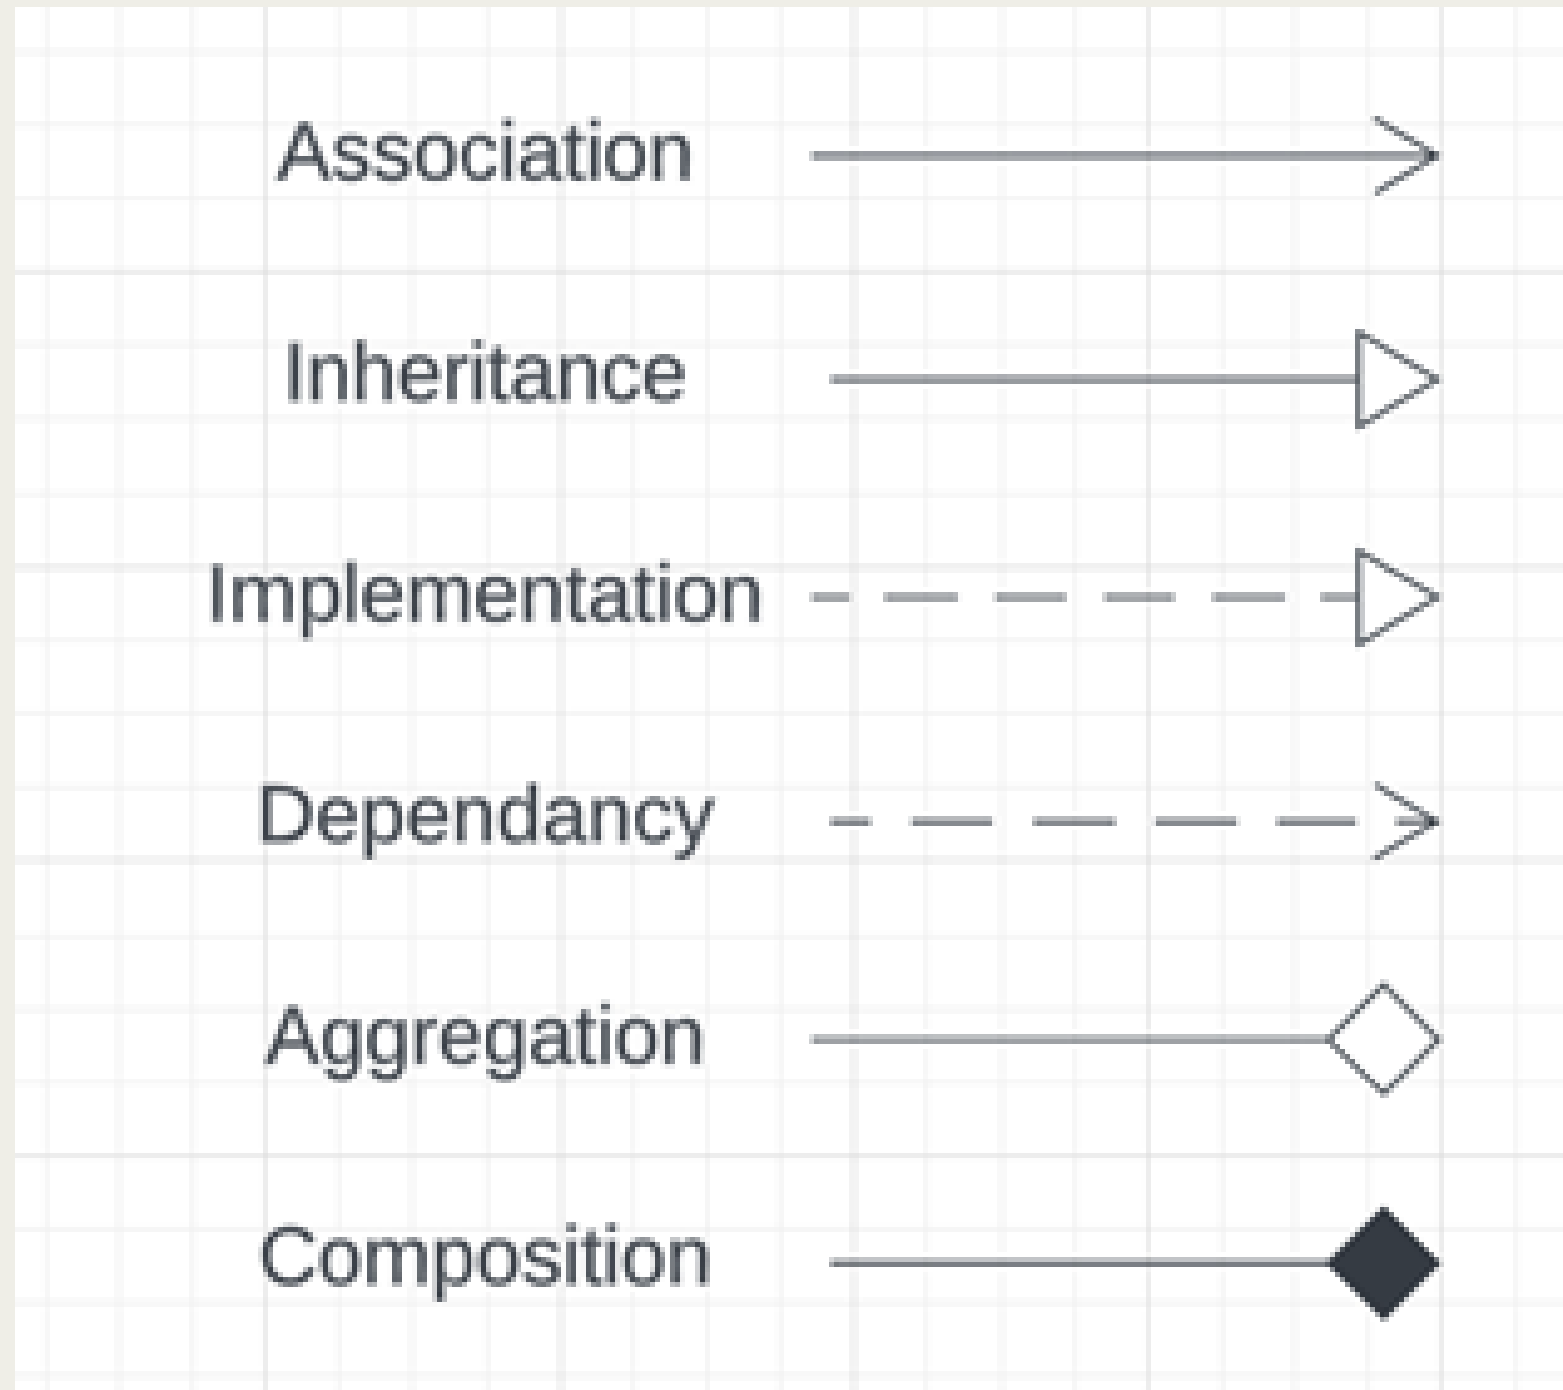 Association
Inheritance
Implementation
Dependancy
Aggregation
Composition